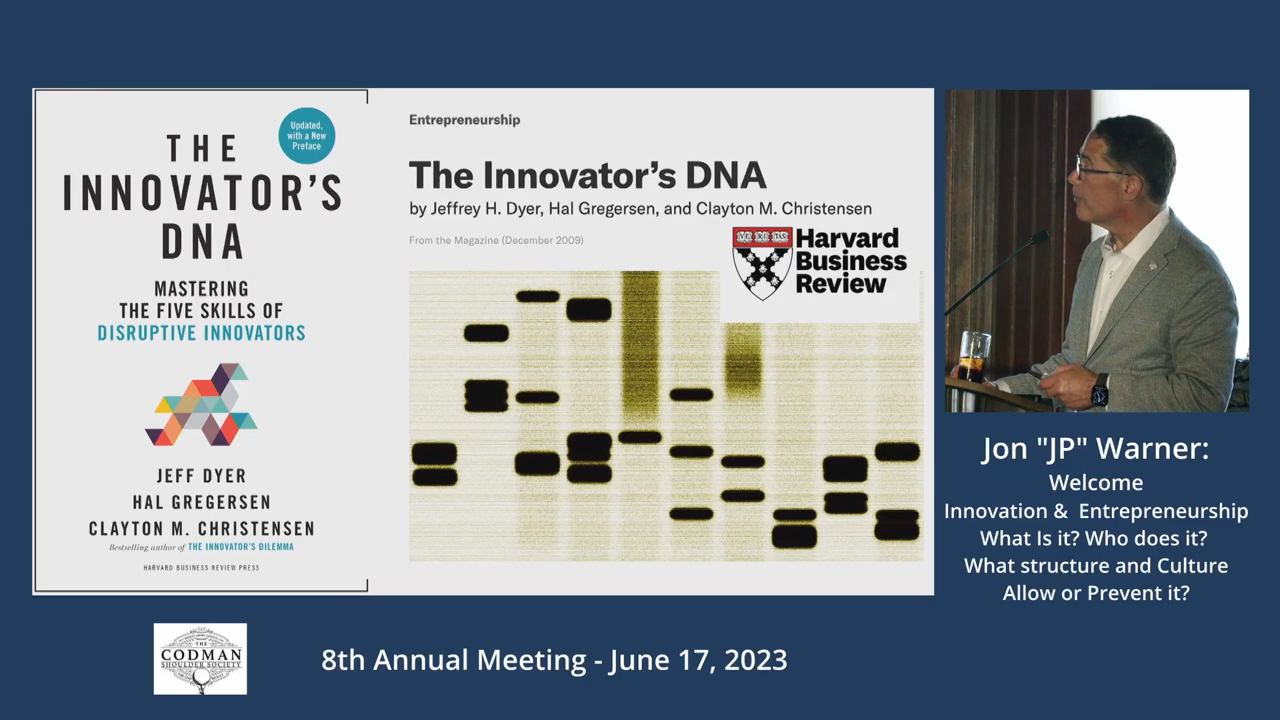 THE
INNOVATOR'S
DNA
Updated,
with a New
Preface
MASTERING
THE FIVE SKILLS OF
DISRUPTIVE INNOVATORS
JEFF DYER
HAL GREGERSEN
CLAYTON M. CHRISTENSEN
Bestselling author of THE INNOVATOR'S DILEMMA
HARVARD BUSINESS REVIEW PRESS
Entrepreneurship
The Innovator's DNA
by Jeffrey H. Dyer, Hal Gregersen, and Clayton M. Christensen
From the Magazine (December 2009)
Harvard
Business
Review
Jon "JP" Warner:
Welcome
Innovation & Entrepreneurship
What Is it? Who does it?
What structure and Culture
Allow or Prevent it?
THE
CODMAN
SHOULDER SOCIETY
8th Annual Meeting - June 17, 2023